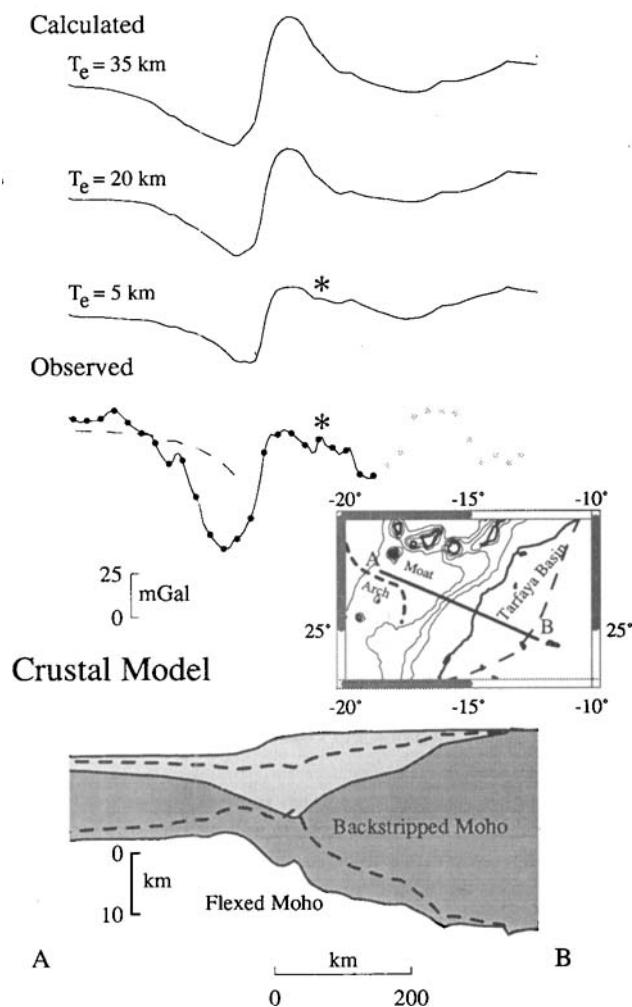 Calculated
Te = 35 km
Te = 20 km
Te = 5 km
*
Observed
*
25
0
mGal
-20° -15° -10°
A
Moat
Arch
Tarfaya Basin
B
25°
25°
-20° -15° -10°
Crustal Model
Backstripped Moho
0
km
10
Flexed Moho
A
km
B
0 200